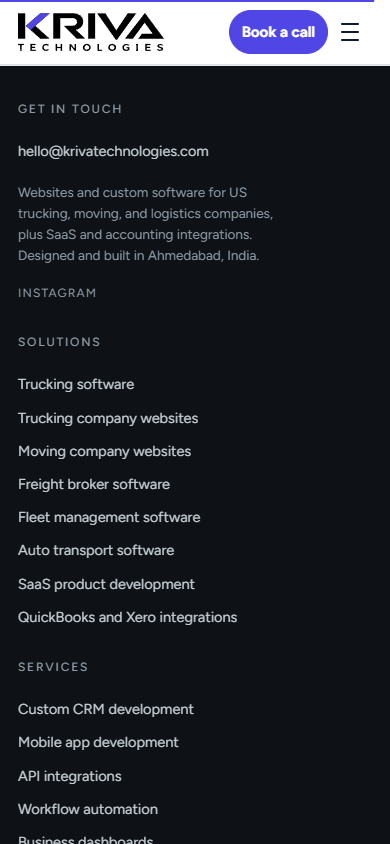 KRIVA
TECHNOLOGIES
Book a call
GET IN TOUCH
hello@krivatechnologies.com
Websites and custom software for US
trucking, moving, and logistics companies,
plus SaaS and accounting integrations.
Designed and built in Ahmedabad, India.
INSTAGRAM
SOLUTIONS
Trucking software
Trucking company websites
Moving company websites
Freight broker software
Fleet management software
Auto transport software
SaaS product development
QuickBooks and Xero integrations
SERVICES
Custom CRM development
Mobile app development
API integrations
Workflow automation
Business dashboards